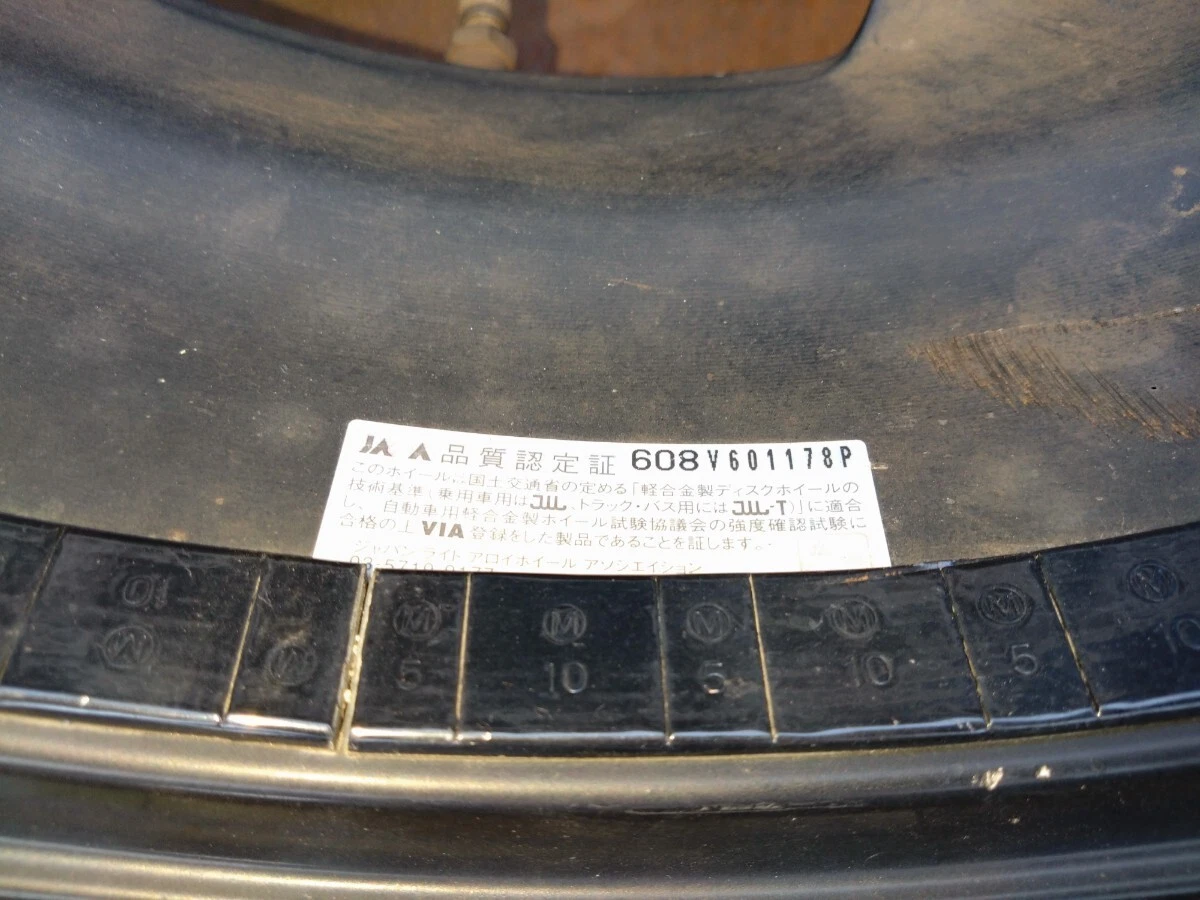 JAWA 品質認定証 608V601178P
このホイールは国土交通省の定める「軽合金製ディスクホイールの
技術基準(乗用車用はJWL、トラック・バス用にはJWL-T)」に適合
し、自動車用軽合金製ホイール試験協議会の強度確認試験に
合格の上VIA登録をした製品であることを証します。
ジャパン ライト アロイホイール アソシエイション
10 5 10 5 10 5 10
M M M M M M M M